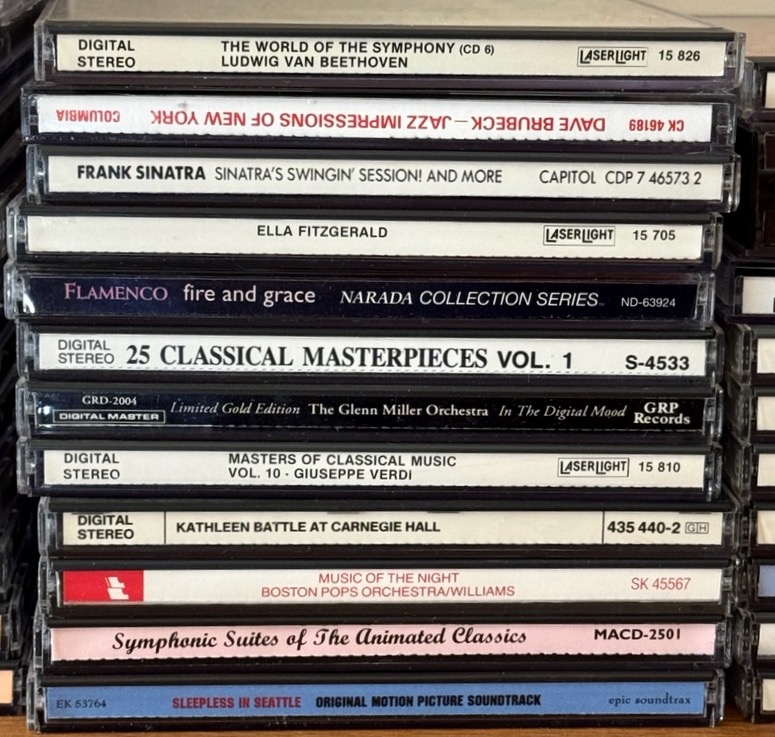 DIGITAL STEREO THE WORLD OF THE SYMPHONY (CD 6)
LUDWIG VAN BEETHOVEN
LASERLIGHT 15 826
CK 46189 DAVE BRUBECK – JAZZ IMPRESSIONS OF NEW YORK COLUMBIA
FRANK SINATRA SINATRA'S SWINGIN' SESSION! AND MORE CAPITOL CDP 7 46573 2
ELLA FITZGERALD LASERLIGHT 15 705
FLAMENCO fire and grace NARADA COLLECTION SERIES ND-63924
DIGITAL STEREO 25 CLASSICAL MASTERPIECES VOL. 1 S-4533
GRD-2004
DIGITAL MASTER
Limited Gold Edition The Glenn Miller Orchestra In The Digital Mood
GRP
Records
DIGITAL STEREO MASTERS OF CLASSICAL MUSIC
VOL. 10 · GIUSEPPE VERDI
LASERLIGHT 15 810
DIGITAL STEREO KATHLEEN BATTLE AT CARNEGIE HALL 435 440-2 GH
MUSIC OF THE NIGHT
BOSTON POPS ORCHESTRA/WILLIAMS
SK 45567
Symphonic Suites of The Animated Classics MACD-2501
EK 53764 SLEEPLESS IN SEATTLE ORIGINAL MOTION PICTURE SOUNDTRACK epic soundtrax